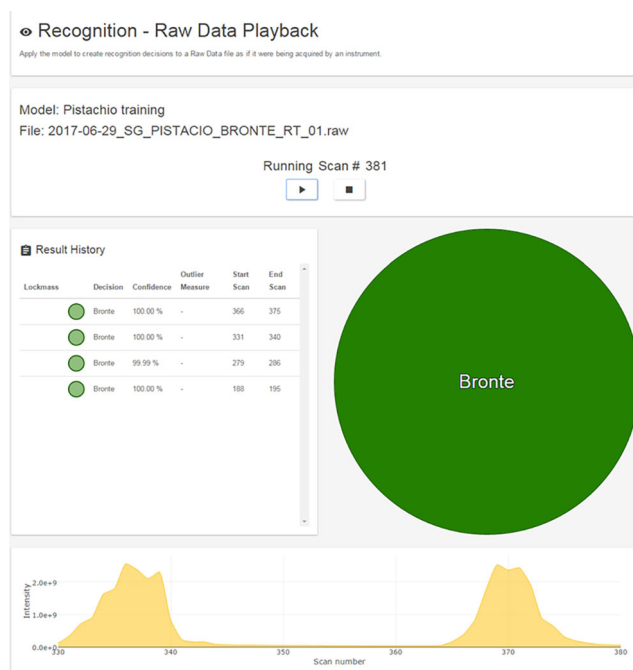 Recognition - Raw Data Playback
Apply the model to create recognition decisions to a Raw Data file as if it were being acquired by an instrument.
Model: Pistachio training
File: 2017-06-29_SG_PISTACIO_BRONTE_RT_01.raw
Running Scan # 381
Result History
Lockmass Decision Confidence Outlier Measure Start Scan End Scan
Bronte 100.00 % - 366 375
Bronte 100.00 % - 331 340
Bronte 99.99 % - 279 286
Bronte 100.00 % - 188 195
Bronte
Intensity
2.0e+9
1.0e+9
0.0e+0
330 340 350 360 370 380
Scan number